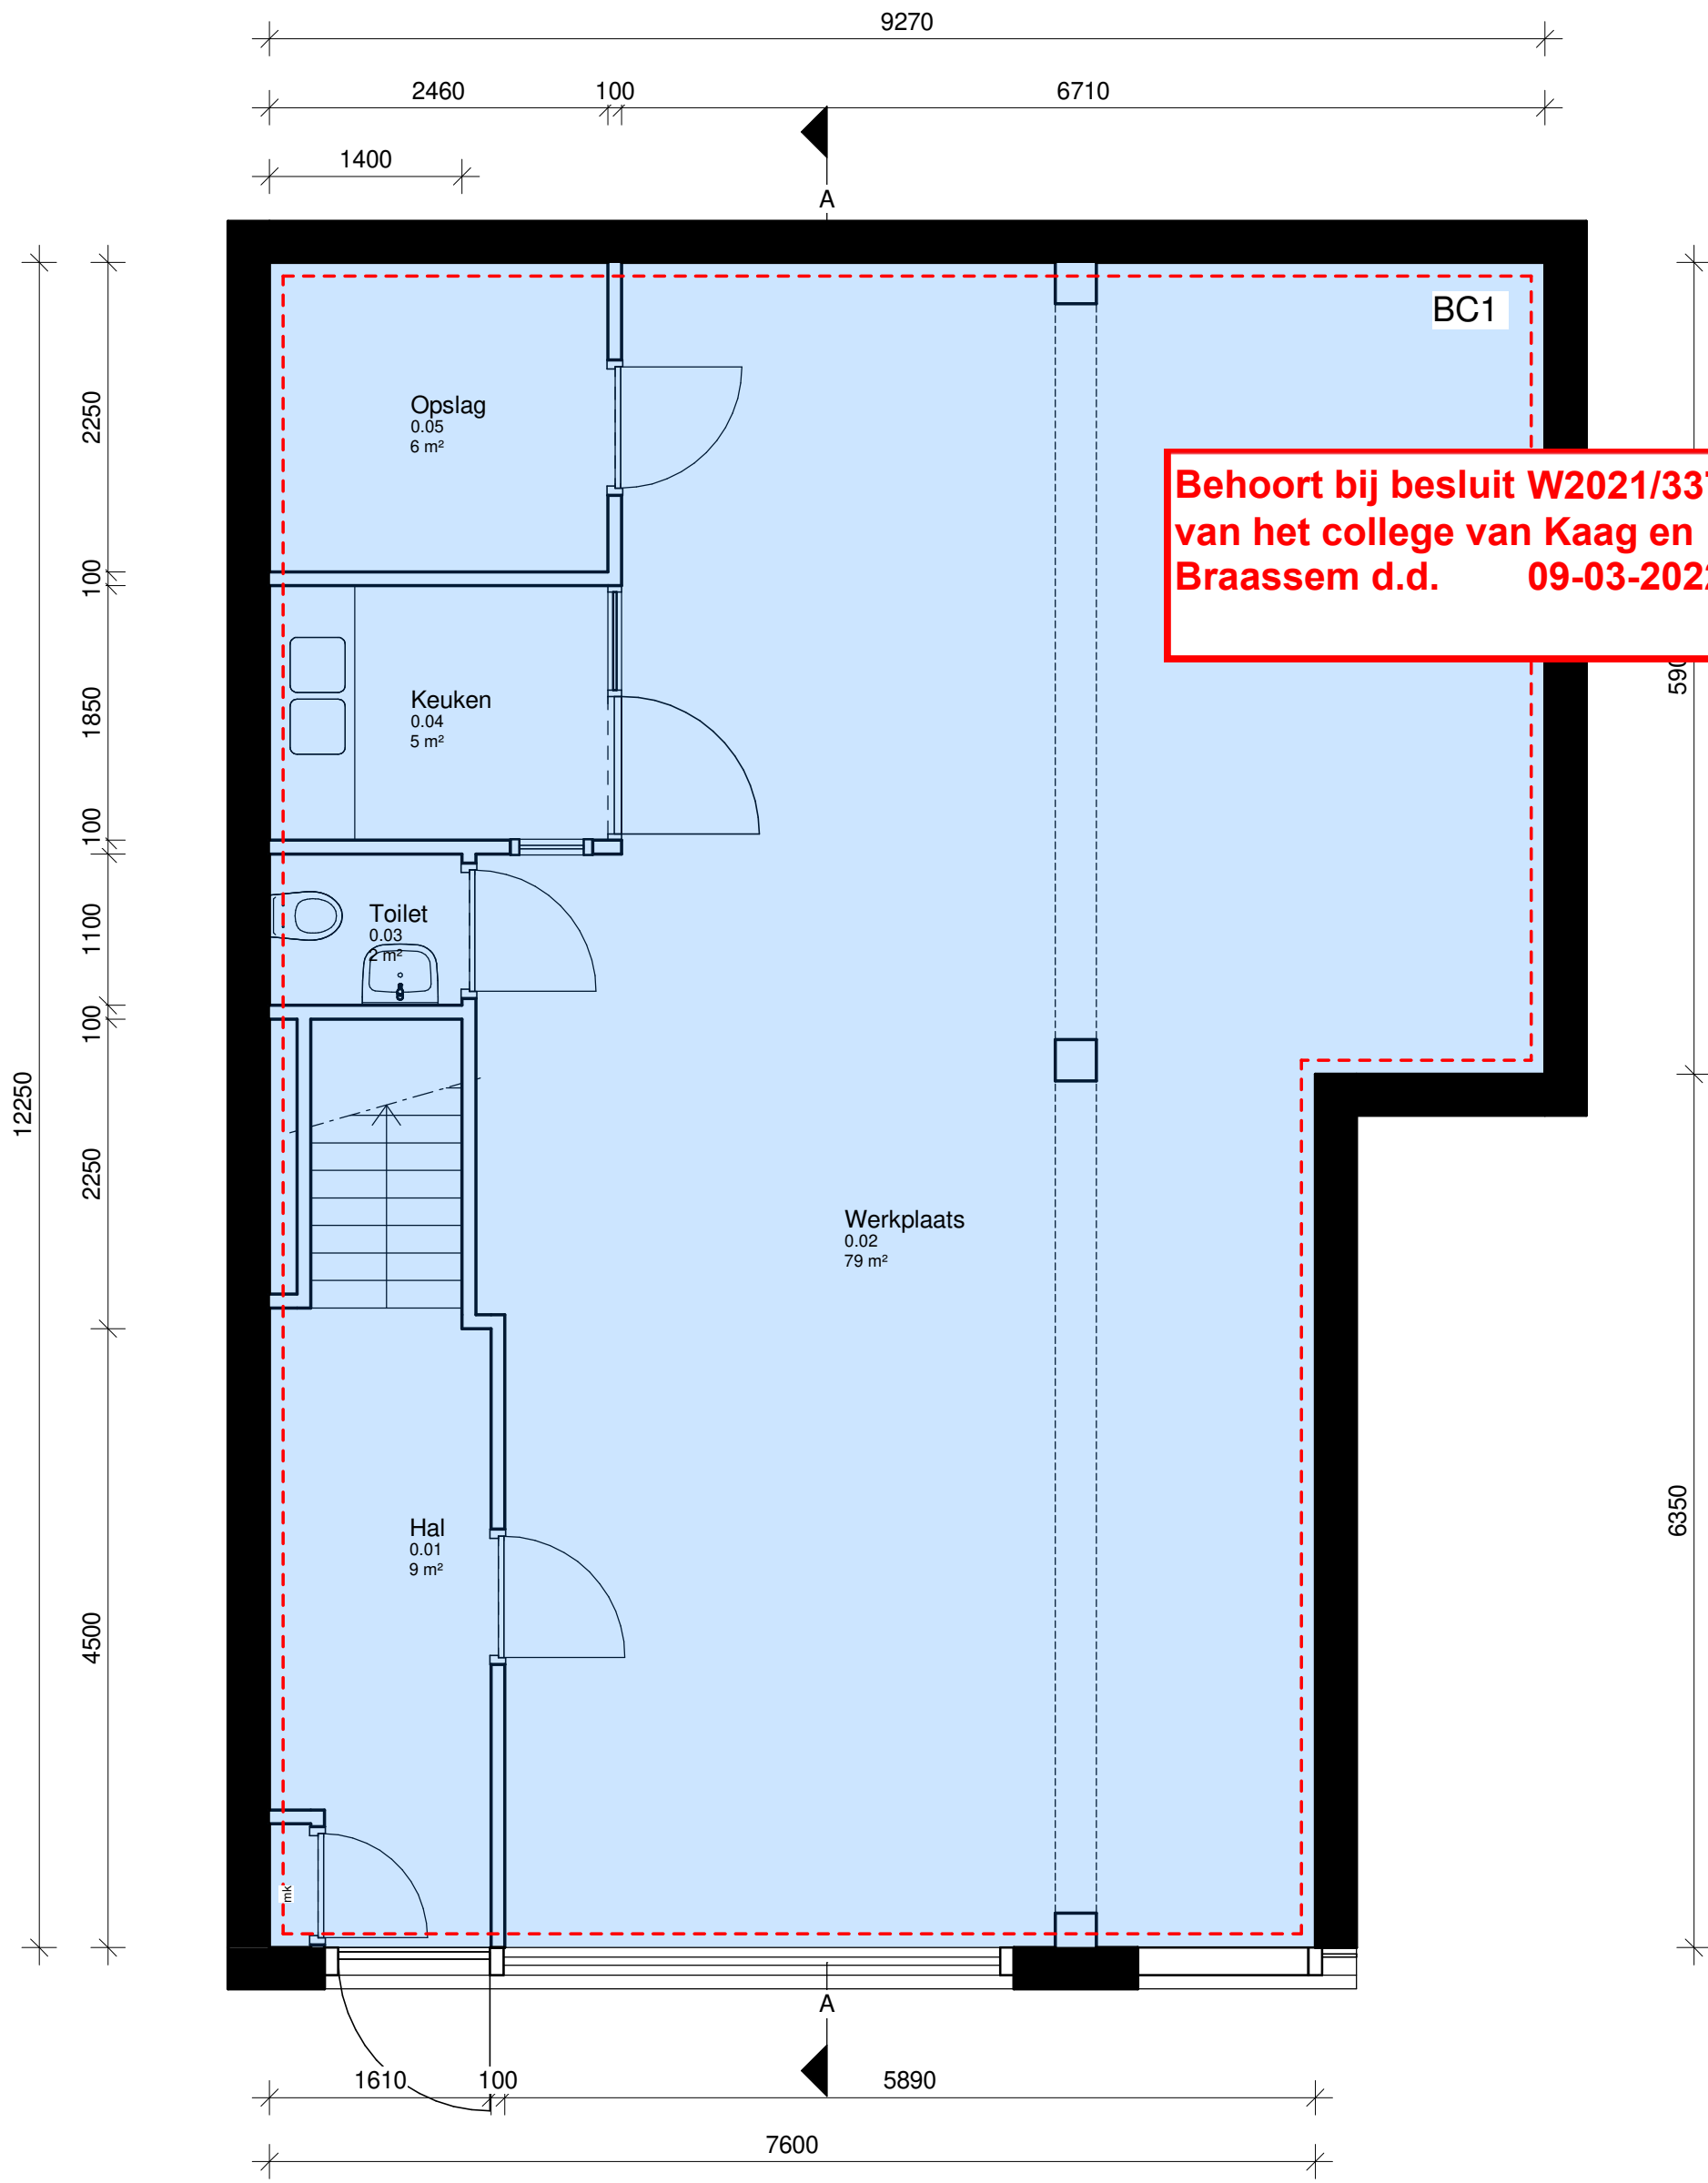 9270
2460
100
6710
1400
A
BC1
2250
Opslag
0.05
6 m²
Behoort bij besluit W2021/337
van het college van Kaag en
Braassem d.d. 09-03-2022
100
1850
Keuken
0.04
5 m²
100
1100
Toilet
0.03
2 m²
100
12250
2250
Werkplaats
0.02
79 m²
6350
Hal
0.01
9 m²
4500
mk
A
1610
100
5890
7600